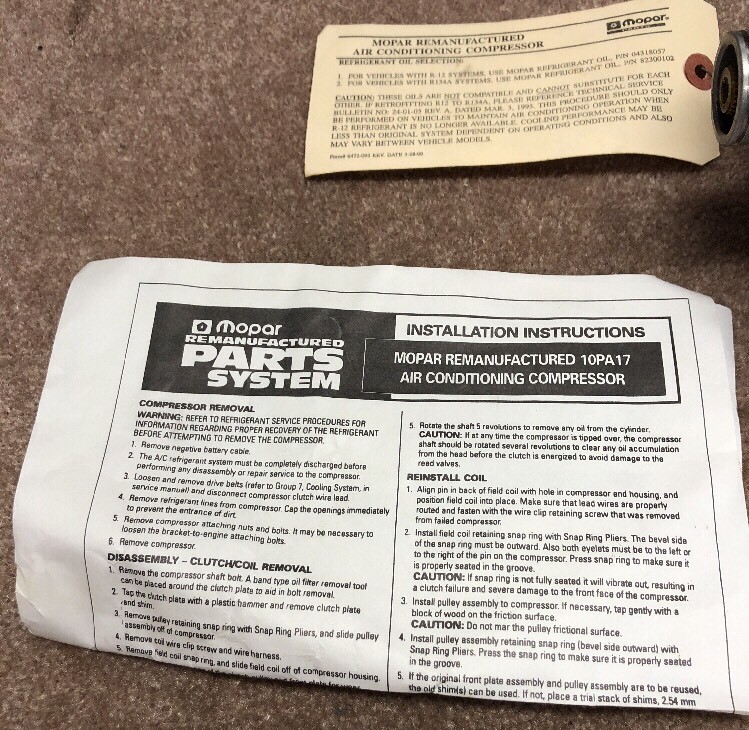 mopar
PARTS
MOPAR REMANUFACTURED
AIR CONDITIONING COMPRESSOR
REFRIGERANT OIL SELECTION:
1. FOR VEHICLES WITH R-12 SYSTEMS, USE MOPAR REFRIGERANT OIL, P/N 04318057
2. FOR VEHICLES WITH R134A SYSTEMS, USE MOPAR REFRIGERANT OIL, P/N 82300102
CAUTION: THESE OILS ARE NOT COMPATIBLE AND CANNOT SUBSTITUTE FOR EACH
OTHER. IF RETROFITTING R12 TO R134A, PLEASE REFERENCE TECHNICAL SERVICE
BULLETIN NO: 24-01-03 REV A, DATED MAR. 3, 1995. THIS PROCEDURE SHOULD ONLY
BE PERFORMED ON VEHICLES TO MAINTAIN AIR CONDITIONING OPERATION WHEN
R-12 REFRIGERANT IS NO LONGER AVAILABLE. COOLING PERFORMANCE MAY BE
LESS THAN ORIGINAL SYSTEM DEPENDENT ON OPERATING CONDITIONS AND ALSO
MAY VARY BETWEEN VEHICLE MODELS.
REV. DATE
mopar
REMANUFACTURED
PARTS
SYSTEM
INSTALLATION INSTRUCTIONS
MOPAR REMANUFACTURED 10PA17
AIR CONDITIONING COMPRESSOR
COMPRESSOR REMOVAL
WARNING: REFER TO REFRIGERANT SERVICE PROCEDURES FOR
INFORMATION REGARDING PROPER RECOVERY OF THE REFRIGERANT
BEFORE ATTEMPTING TO REMOVE THE COMPRESSOR.
1. Remove negative battery cable.
2. The A/C refrigerant system must be completely discharged before
performing any disassembly or repair service to the compressor.
3. Loosen and remove drive belts (refer to Group 7, Cooling System, in
service manual) and disconnect compressor clutch wire lead.
4. Remove refrigerant lines from compressor. Cap the openings immediately
to prevent the entrance of dirt.
5. Remove compressor attaching nuts and bolts. It may be necessary to
loosen the bracket-to-engine attaching bolts.
6. Remove compressor.
DISASSEMBLY – CLUTCH/COIL REMOVAL
1. Remove the compressor shaft bolt. A band type oil filter removal tool
can be placed around the clutch plate to aid in bolt removal.
2. Tap the clutch plate with a plastic hammer and remove clutch plate
and shim.
3. Remove pulley retaining snap ring with Snap Ring Pliers, and slide pulley
assembly off of compressor.
4. Remove coil wire clip screw and wire harness.
5. Remove field coil snap ring, and slide field coil off of compressor housing.
5. Rotate the shaft 5 revolutions to remove any oil from the cylinder.
CAUTION: If at any time the compressor is tipped over, the compressor
shaft should be rotated several revolutions to clear any oil accumulation
from the head before the clutch is energized to avoid damage to the
reed valves.
REINSTALL COIL
1. Align pin in back of field coil with hole in compressor end housing, and
position field coil into place. Make sure that lead wires are properly
routed and fasten with the wire clip retaining screw that was removed
from failed compressor.
2. Install field coil retaining snap ring with Snap Ring Pliers. The bevel side
of the snap ring must be outward. Also both eyelets must be to the left or
to the right of the pin on the compressor. Press snap ring to make sure it
is properly seated in the groove.
CAUTION: If snap ring is not fully seated it will vibrate out, resulting in
a clutch failure and severe damage to the front face of the compressor.
3. Install pulley assembly to compressor. If necessary, tap gently with a
block of wood on the friction surface.
CAUTION: Do not mar the pulley frictional surface.
4. Install pulley assembly retaining snap ring (bevel side outward) with
Snap Ring Pliers. Press the snap ring to make sure it is properly seated
in the groove.
5. If the original front plate assembly and pulley assembly are to be reused,
the old shim(s) can be used. If not, place a trial stack of shims, 2.54 mm